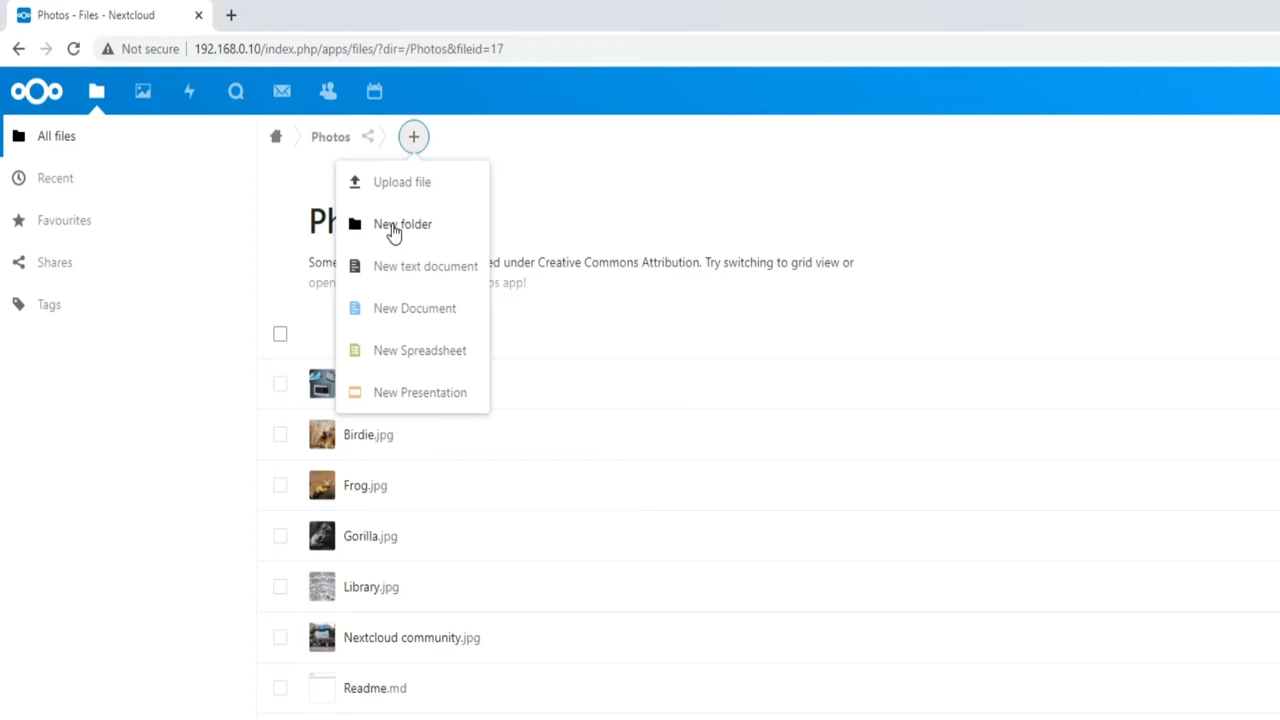 Photos - Files - Nextcloud
Not secure 192.168.0.10/index.php/apps/files/?dir=/Photos&fileid=17
All files
Recent
Favourites
Shares
Tags
Photos
Upload file
New folder
New text document
New Document
New Spreadsheet
New Presentation
Ph
Som ed under Creative Commons Attribution. Try switching to grid view or
open os app!
Birdie.jpg
Frog.jpg
Gorilla.jpg
Library.jpg
Nextcloud community.jpg
Readme.md